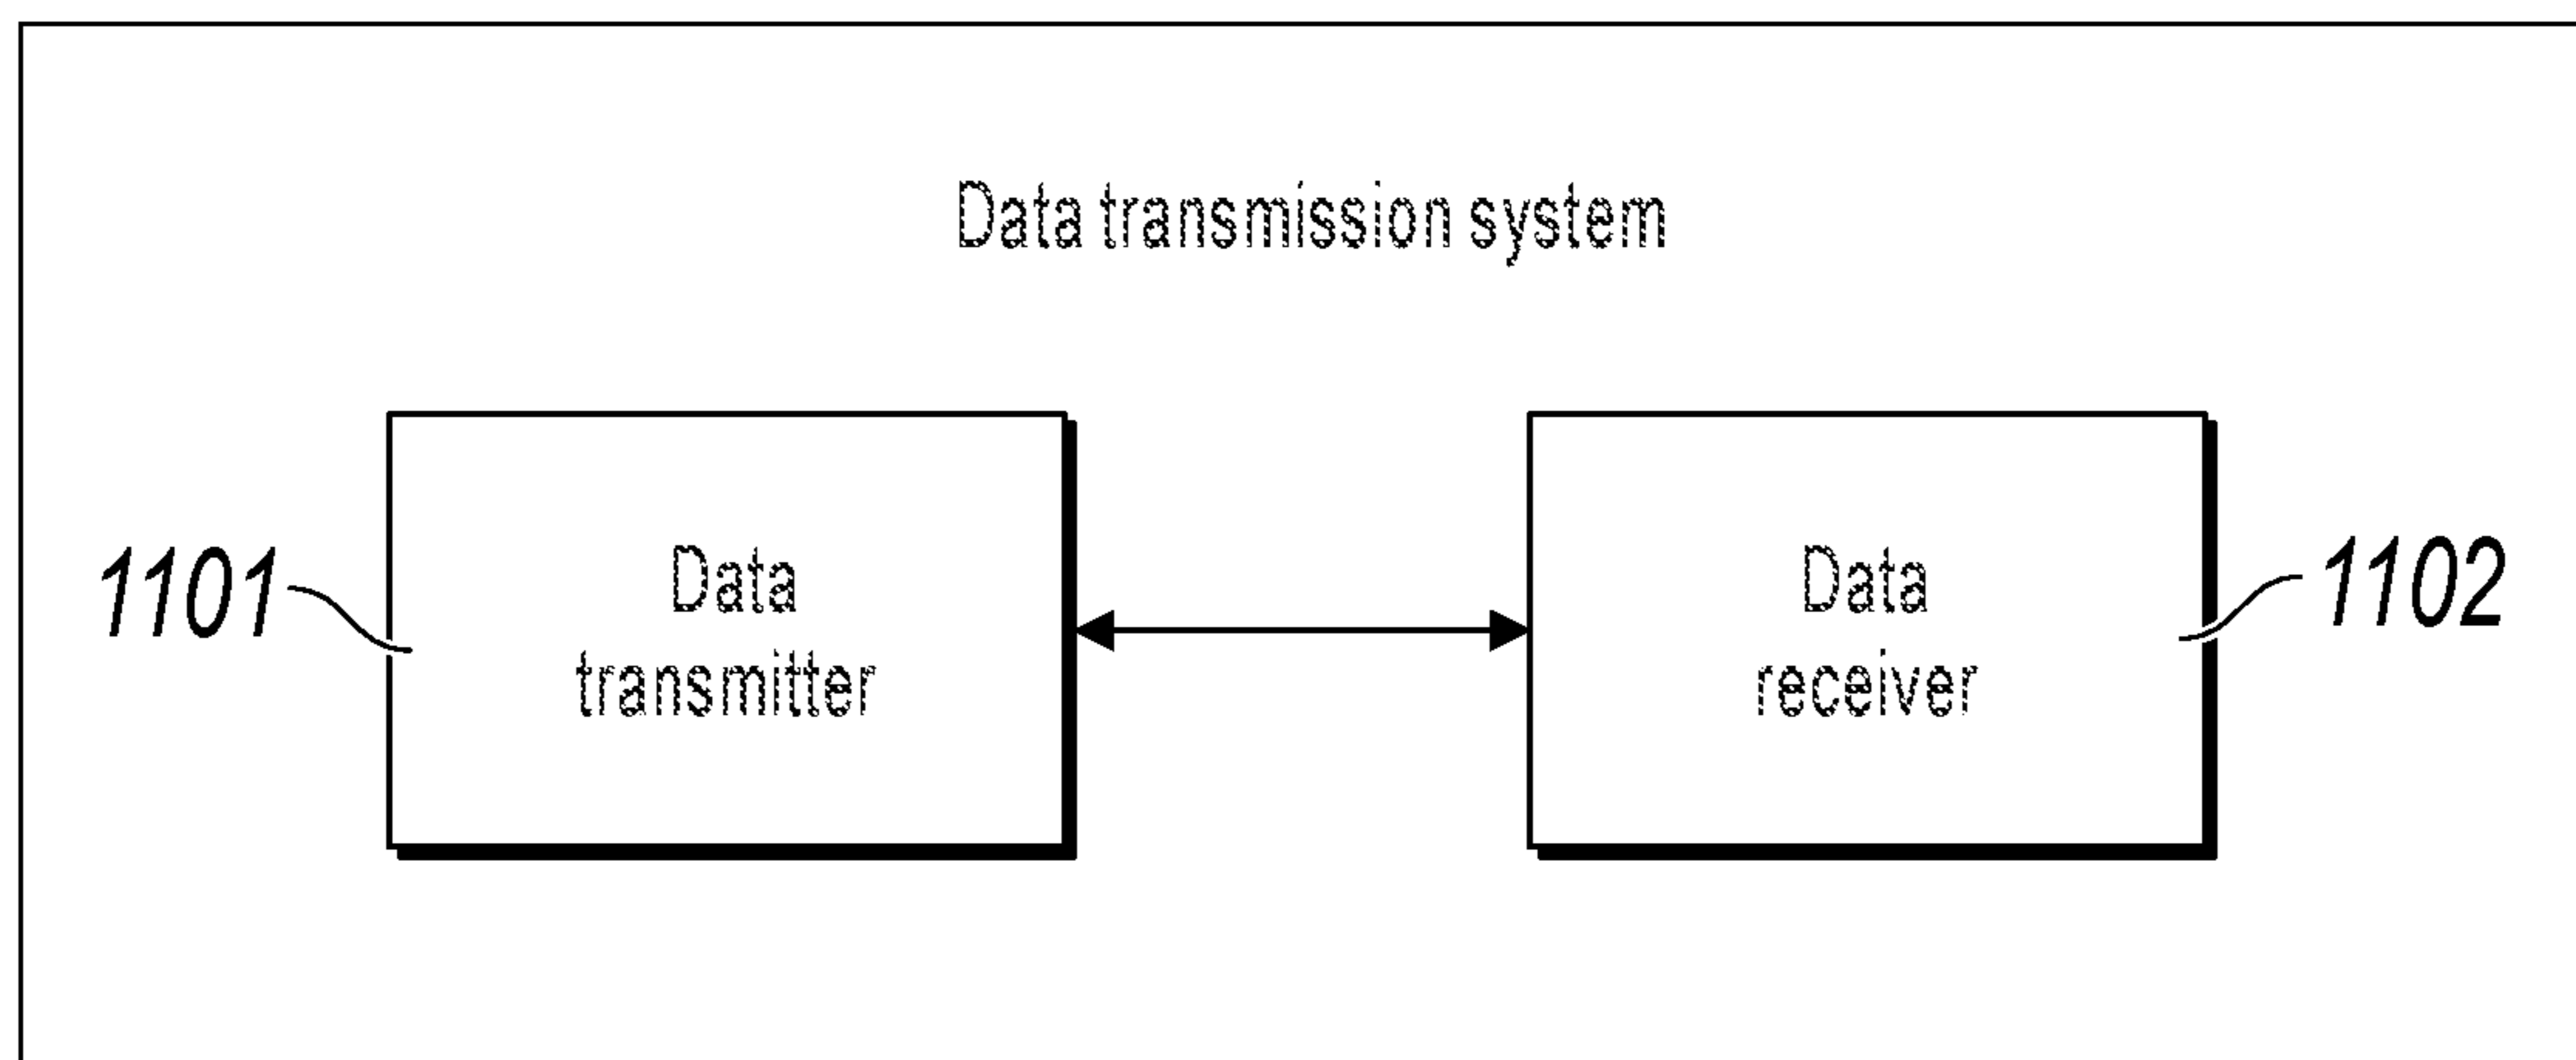 Data transmission system
1101
Data
transmitter
Data
receiver
1102